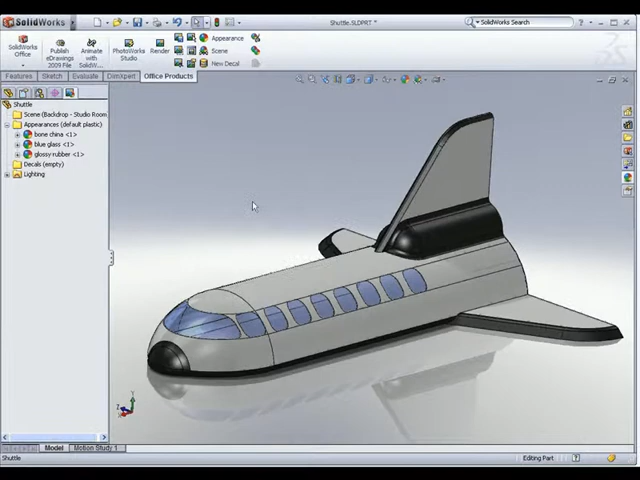 SolidWorks
Shuttle.SLDPRT *
SolidWorks Search
SolidWorks
Office
Publish
eDrawings
2009 File
Animate
with
SolidW...
PhotoWorks
Studio
Render
Appearance
Scene
New Decal
Features
Sketch
Evaluate
DimXpert
Office Products
Shuttle
Scene (Backdrop - Studio Room
Appearances (default plastic)
bone china <1>
blue glass <1>
glossy rubber <1>
Decals (empty)
Lighting
Model
Motion Study 1
Shuttle
Editing Part